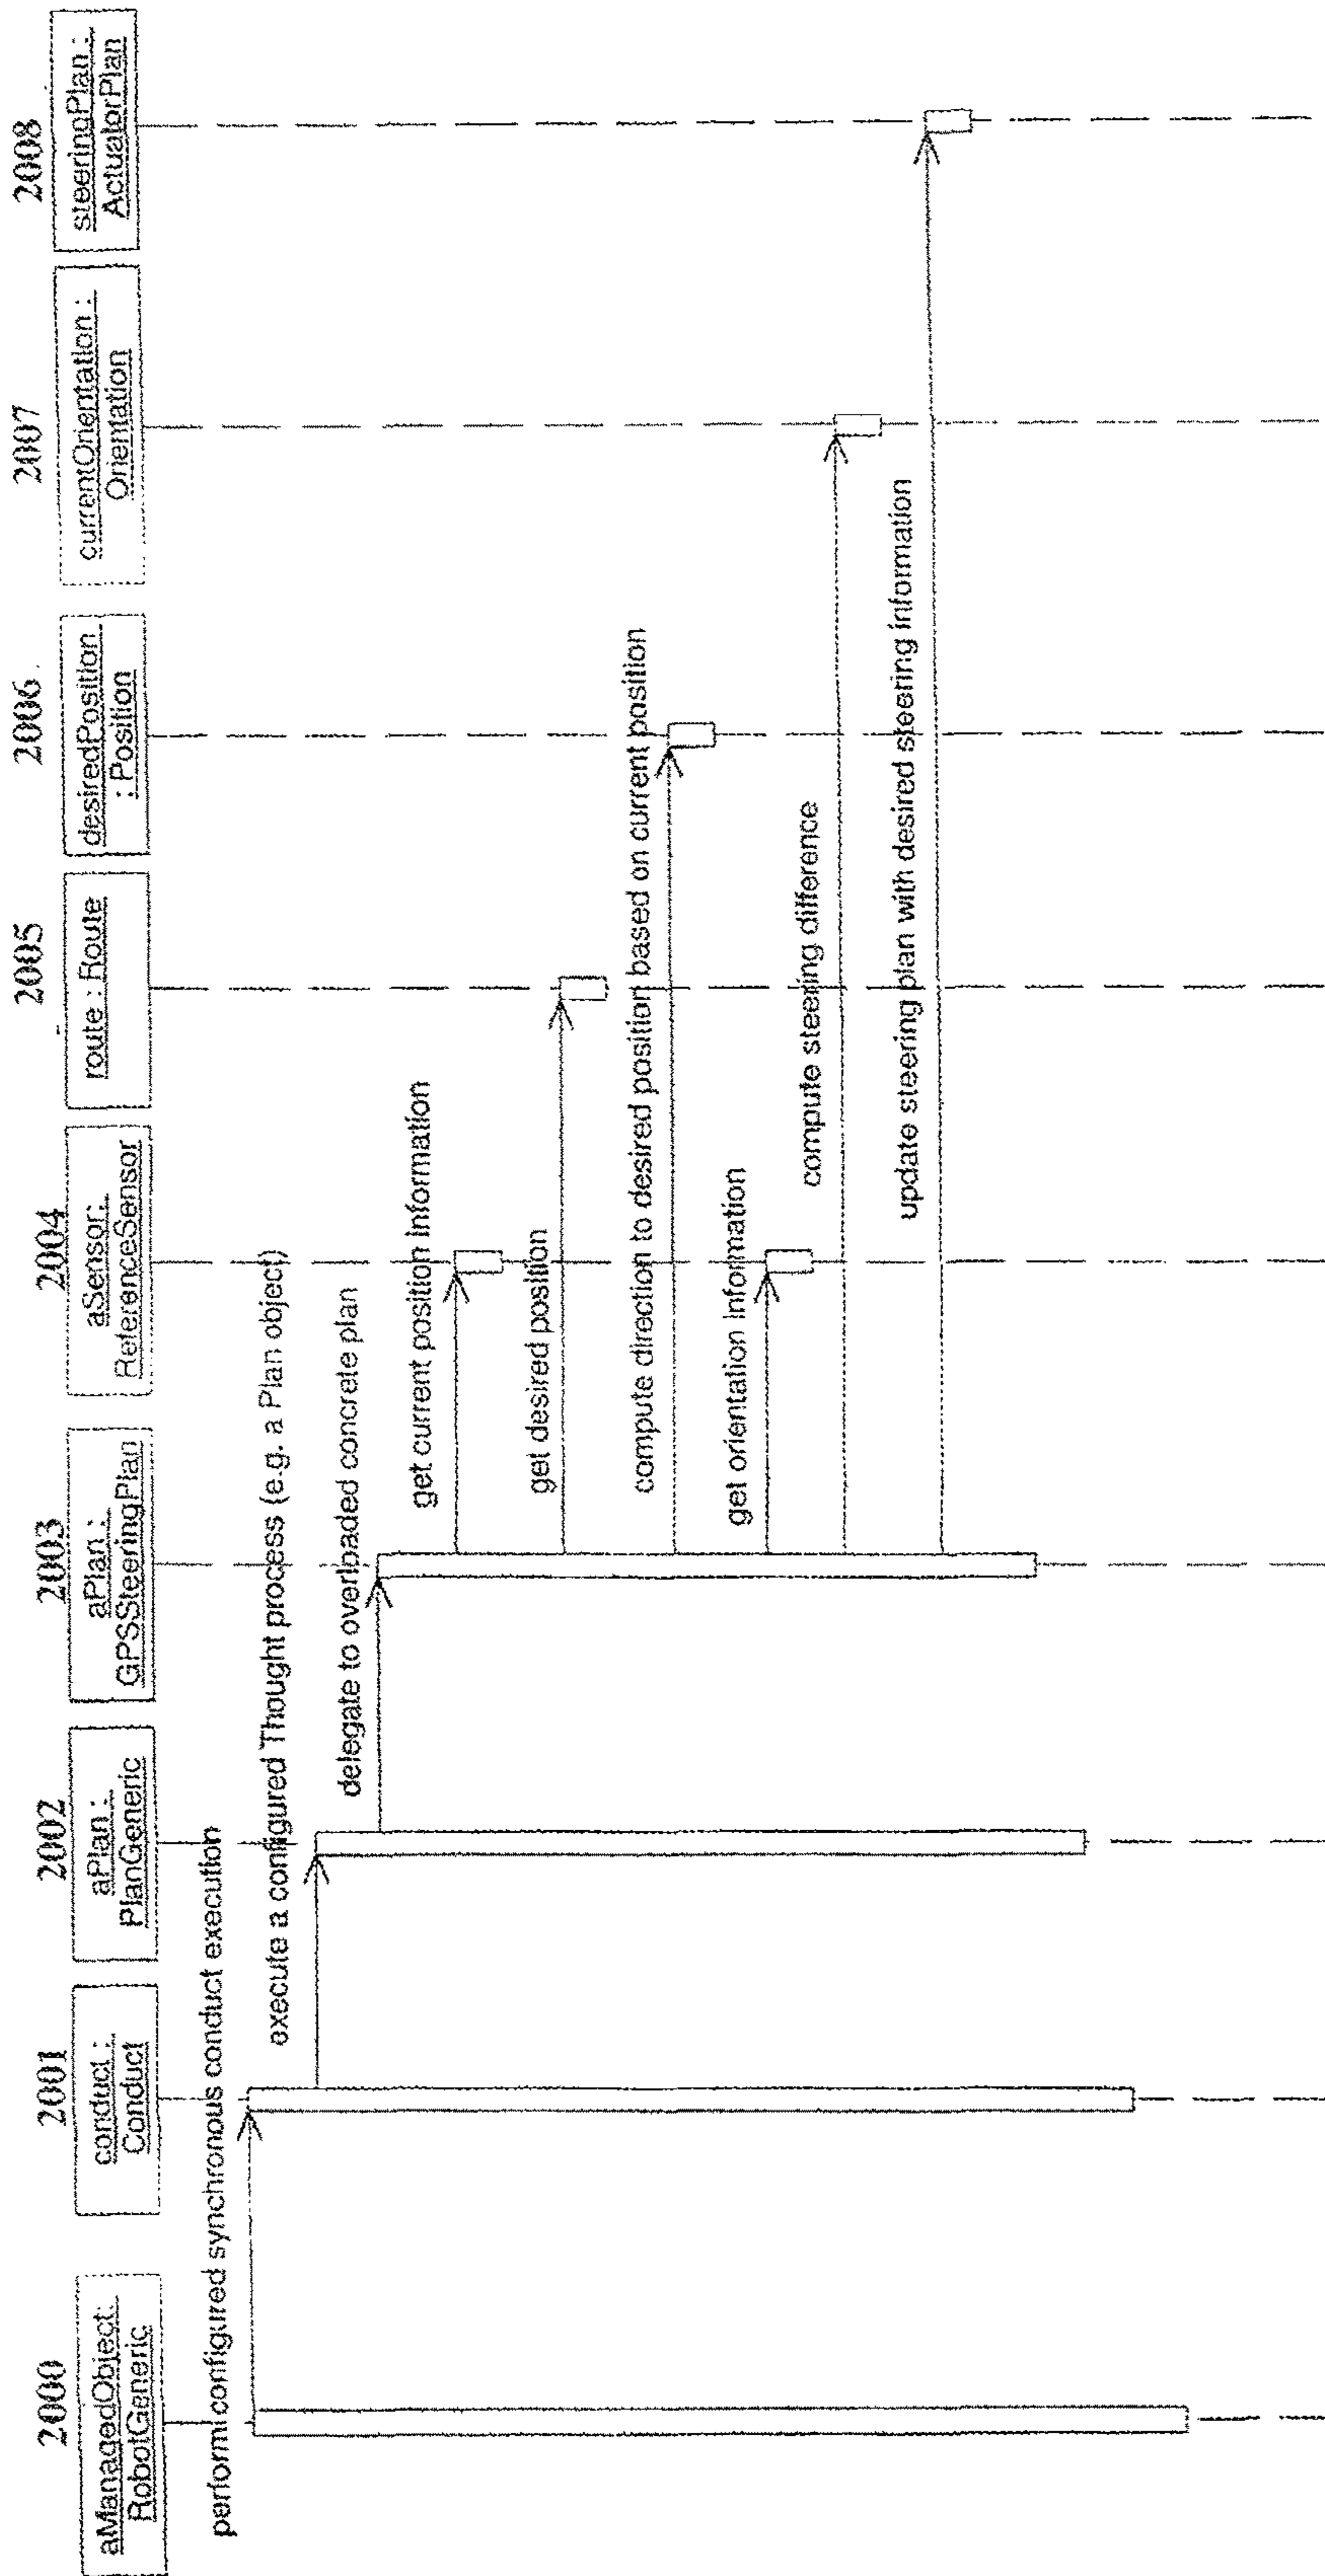 2000
aManagedObject:
RobotGeneric
2001
conduct :
Conduct
2002
aPlan :
PlanGeneric
2003
aPlan :
GPSSteeringPlan
2004
aSensor:
ReferenceSensor
2005
route : Route
2006
desiredPosition
: Position
2007
currentOrientation :
Orientation
2008
steeringPlan :
ActuatorPlan
perform configured synchronous conduct execution
execute a configured Thought process (e.g. a Plan object)
delegate to overloaded concrete plan
get current position information
get desired position
compute direction to desired position based on current position
get orientation information
compute steering difference
update steering plan with desired steering information